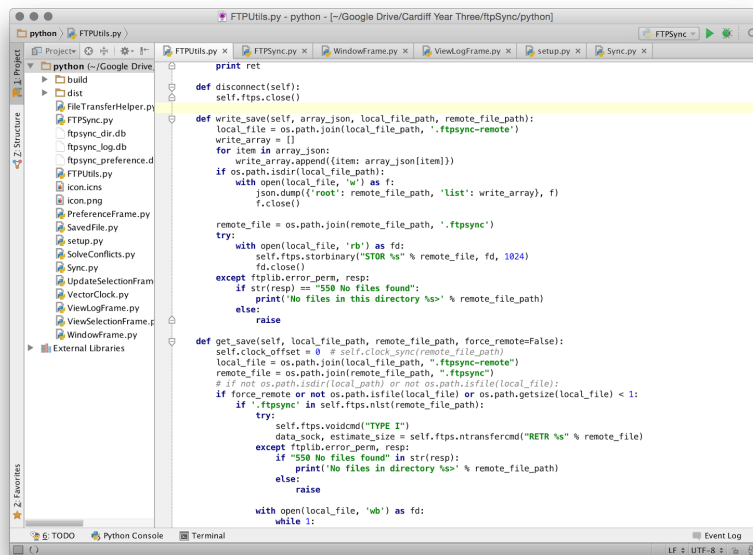 FTPUtils.py - python - [~/Google Drive/Cardiff Year Three/ftpSync/python]
python FTPUtils.py
FTPSync
1: Project
Z: Structure
2: Favorites
Project
python (~/Google Drive
build
dist
FileTransferHelper.py
FTPSync.py
ftpsync_dir.db
ftpsync_log.db
ftpsync_preference.d
FTPUtils.py
icon.icns
icon.png
PreferenceFrame.py
SavedFile.py
setup.py
SolveConflicts.py
Sync.py
UpdateSelectionFram
VectorClock.py
ViewLogFrame.py
ViewSelectionFrame.p
WindowFrame.py
External Libraries
FTPUtils.py × FTPSync.py × WindowFrame.py × ViewLogFrame.py × setup.py × Sync.py ×
        print ret

    def disconnect(self):
        self.ftps.close()

    def write_save(self, array_json, local_file_path, remote_file_path):
        local_file = os.path.join(local_file_path, '.ftpsync-remote')
        write_array = []
        for item in array_json:
            write_array.append({item: array_json[item]})
        if os.path.isdir(local_file_path):
            with open(local_file, 'w') as f:
                json.dump({'root': remote_file_path, 'list': write_array}, f)
                f.close()

        remote_file = os.path.join(remote_file_path, '.ftpsync')
        try:
            with open(local_file, 'rb') as fd:
                self.ftps.storbinary("STOR %s" % remote_file, fd, 1024)
                fd.close()
        except ftplib.error_perm, resp:
            if str(resp) == "550 No files found":
                print('No files in this directory %s>' % remote_file_path)
            else:
                raise

    def get_save(self, local_file_path, remote_file_path, force_remote=False):
        self.clock_offset = 0  # self.clock_sync(remote_file_path)
        local_file = os.path.join(local_file_path, ".ftpsync-remote")
        remote_file = os.path.join(remote_file_path, ".ftpsync")
        # if not os.path.isdir(local_path) or not os.path.isfile(local_file):
        if force_remote or not os.path.isfile(local_file) or os.path.getsize(local_file) < 1:
            if '.ftpsync' in self.ftps.nlst(remote_file_path):
                try:
                    self.ftps.voidcmd("TYPE I")
                    data_sock, estimate_size = self.ftps.ntransfercmd("RETR %s" % remote_file)
                except ftplib.error_perm, resp:
                    if "550 No files found" in str(resp):
                        print('No files in directory %s>' % remote_file_path)
                    else:
                        raise

                with open(local_file, 'wb') as fd:
                    while 1:
6: TODO Python Console Terminal Event Log
LF UTF-8